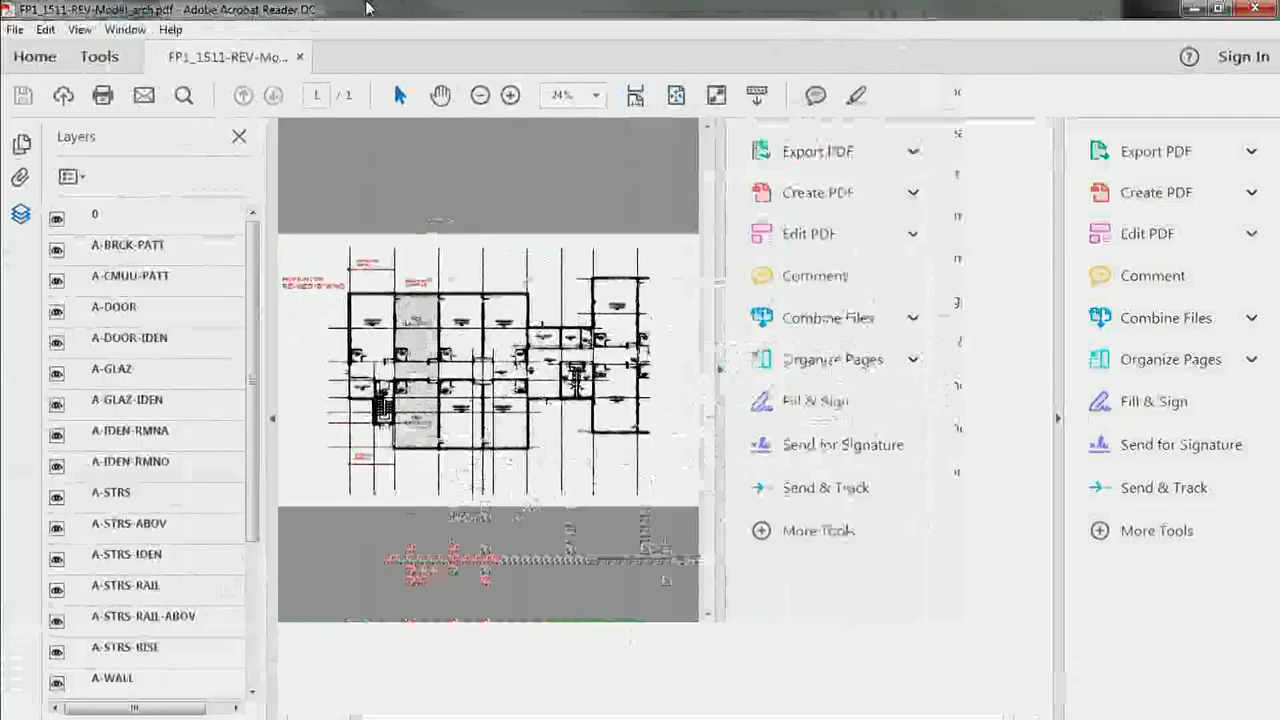 FP1_1511-REV-Model_arch.pdf - Adobe Acrobat Reader DC
File Edit View Window Help
Home Tools FP1_1511-REV-Mo... × Sign In
/ 1 24%
Layers
0
A-BRCK-PATT
A-CMUU-PATT
A-DOOR
A-DOOR-IDEN
A-GLAZ
A-GLAZ-IDEN
A-IDEN-RMNA
A-IDEN-RMNO
A-STRS
A-STRS-ABOV
A-STRS-IDEN
A-STRS-RAIL
A-STRS-RAIL-ABOV
A-STRS-RISE
A-WALL
Export PDF
Create PDF
Edit PDF
Comment
Combine Files
Organize Pages
Fill & Sign
Send for Signature
Send & Track
More Tools
Export PDF
Create PDF
Edit PDF
Comment
Combine Files
Organize Pages
Fill & Sign
Send for Signature
Send & Track
More Tools